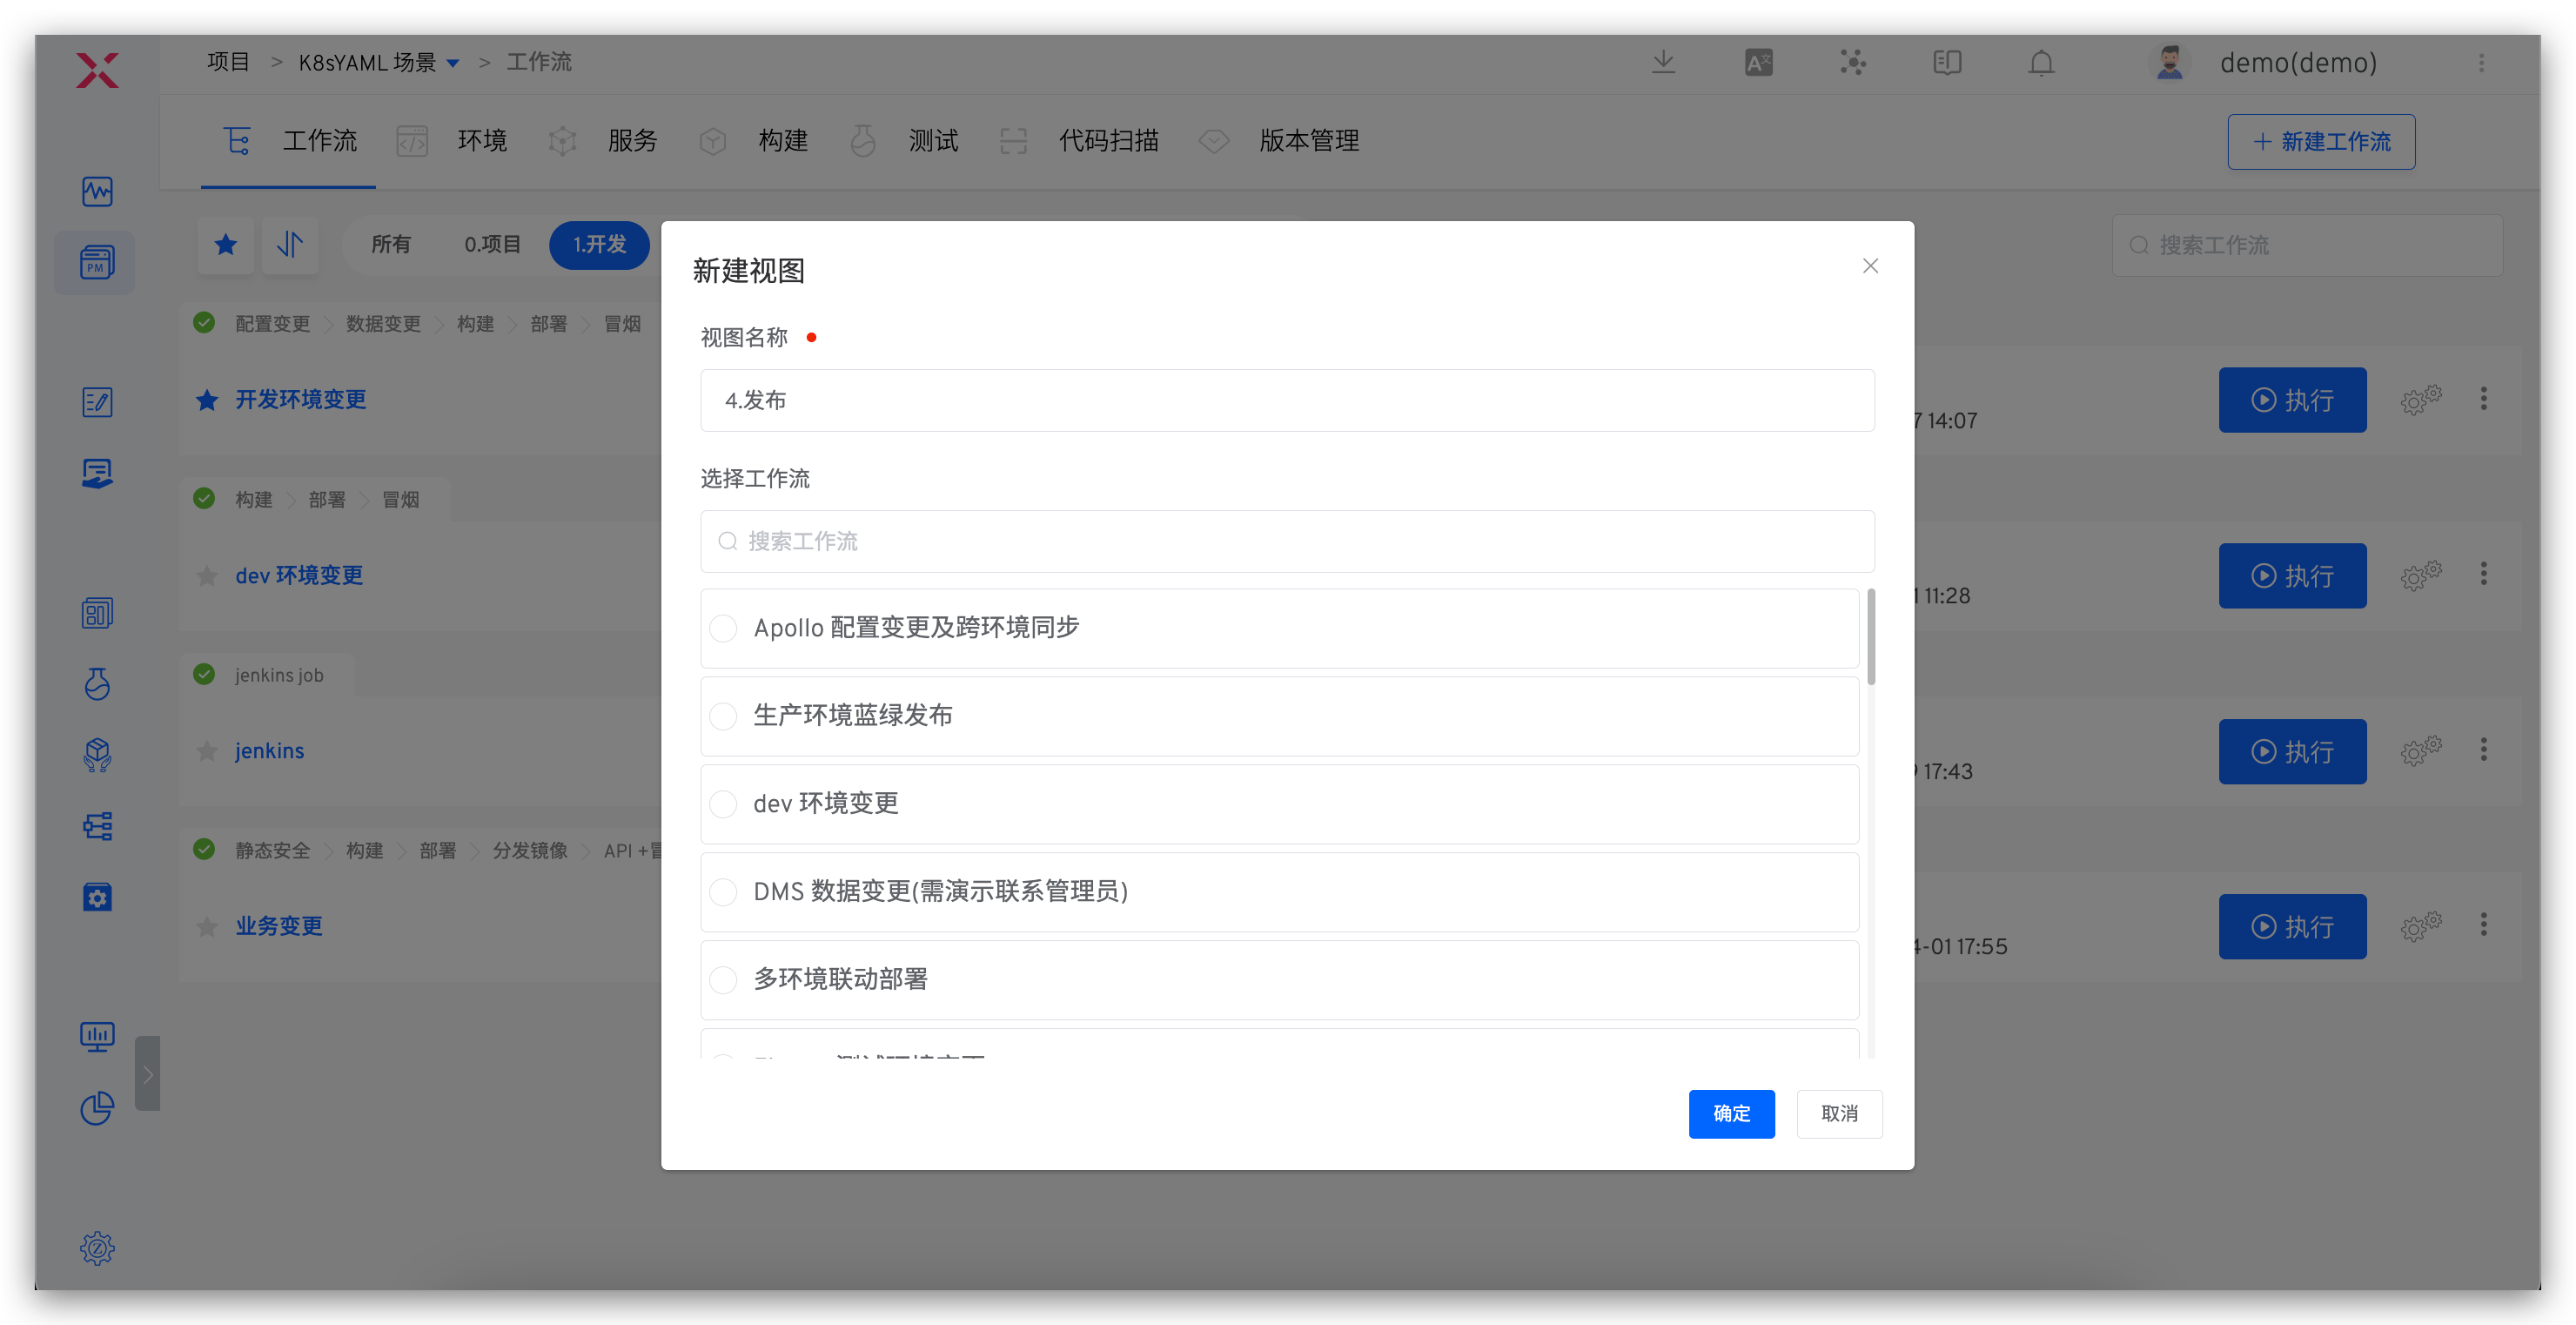 项目 > K8sYAML 场景 > 工作流
demo(demo)
工作流 环境 服务 构建 测试 代码扫描 版本管理
+ 新建工作流
PM
所有 0.项目 1.开发
搜索工作流
配置变更 数据变更 构建 部署 冒烟
开发环境变更
14:07
执行
构建 部署 冒烟
dev 环境变更
11:28
执行
jenkins job
jenkins
17:43
执行
静态安全 构建 部署 分发镜像 API +
业务变更
-01 17:55
执行
新建视图
视图名称
4.发布
选择工作流
搜索工作流
Apollo 配置变更及跨环境同步
生产环境蓝绿发布
dev 环境变更
DMS 数据变更(需演示联系管理员)
多环境联动部署
确定 取消